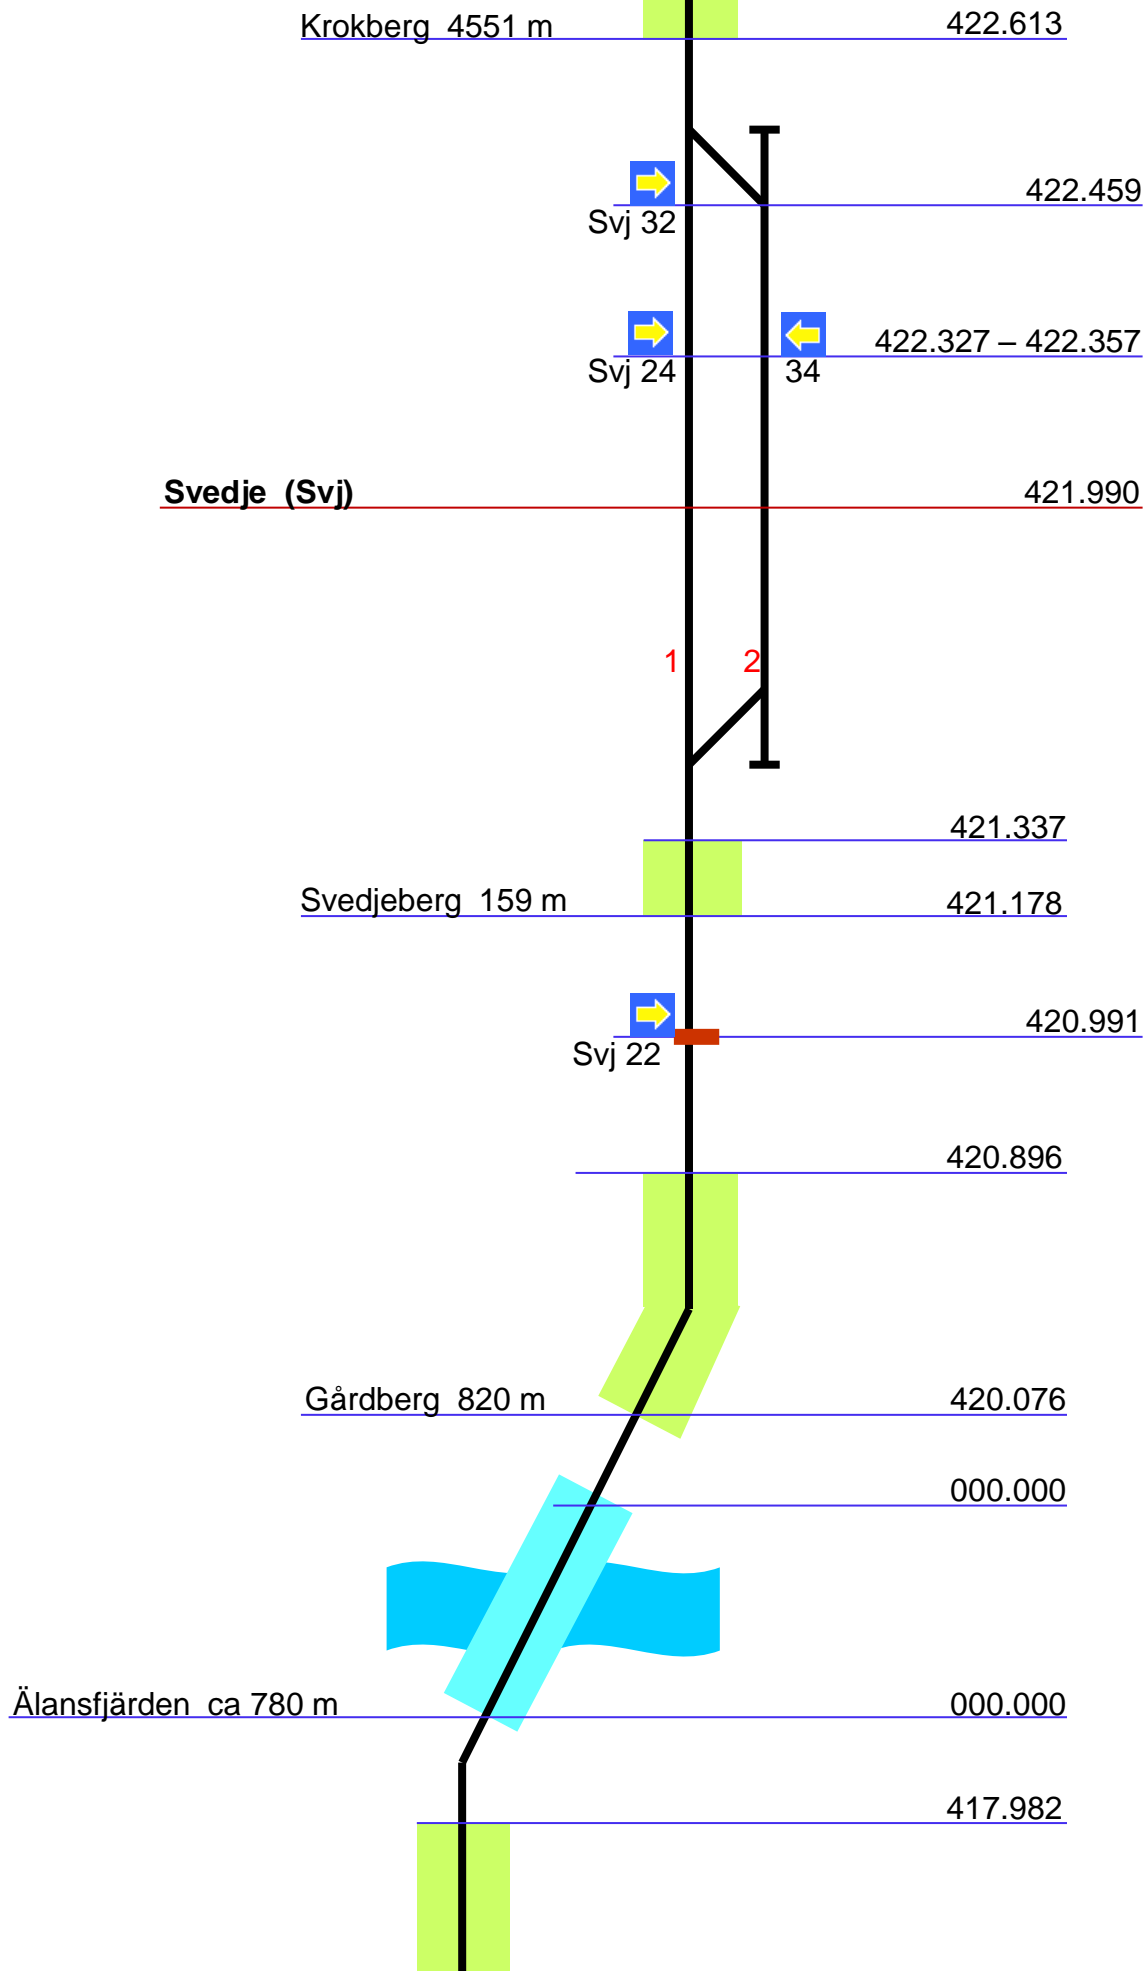 Krokberg 4551 m 422.613
422.459
Svj 32
422.327 – 422.357
Svj 24 34
Svedje (Svj) 421.990
1 2
421.337
Svedjeberg 159 m 421.178
420.991
Svj 22
420.896
Gårdberg 820 m 420.076
000.000
Älansfjärden ca 780 m 000.000
417.982